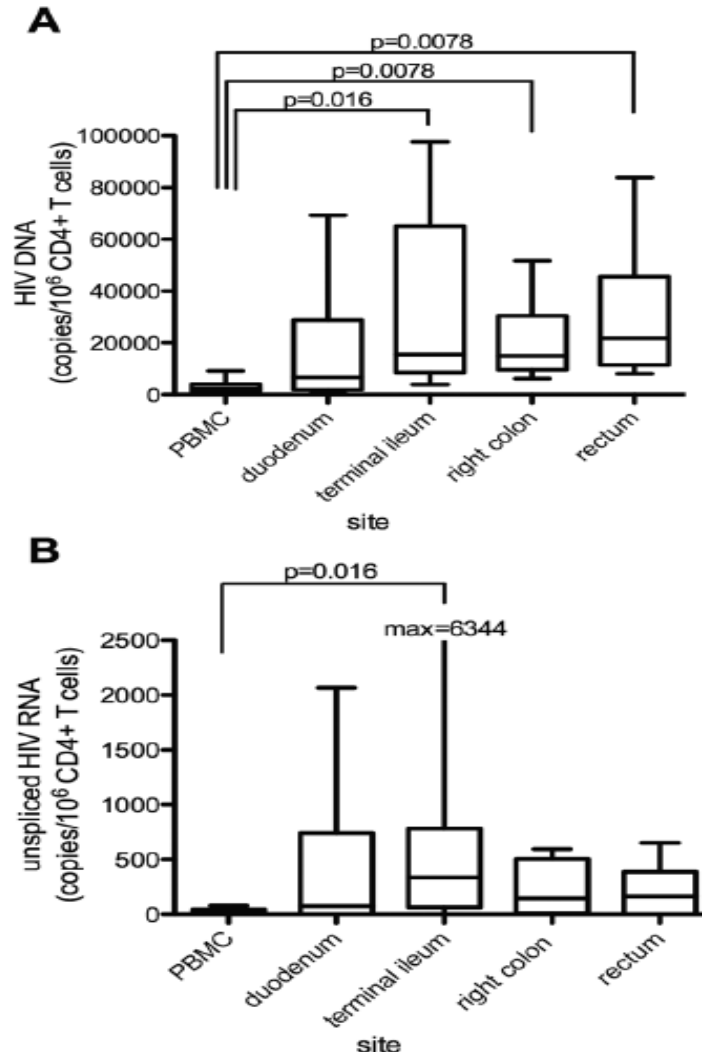 A
p=0.0078
p=0.0078
p=0.016
HIV DNA
(copies/10⁶ CD4+ T cells)
100000
80000
60000
40000
20000
0
PBMC
duodenum
terminal ileum
right colon
rectum
site
B
p=0.016
max=6344
unspliced HIV RNA
(copies/10⁶ CD4+ T cells)
2500
2000
1500
1000
500
0
PBMC
duodenum
terminal ileum
right colon
rectum
site